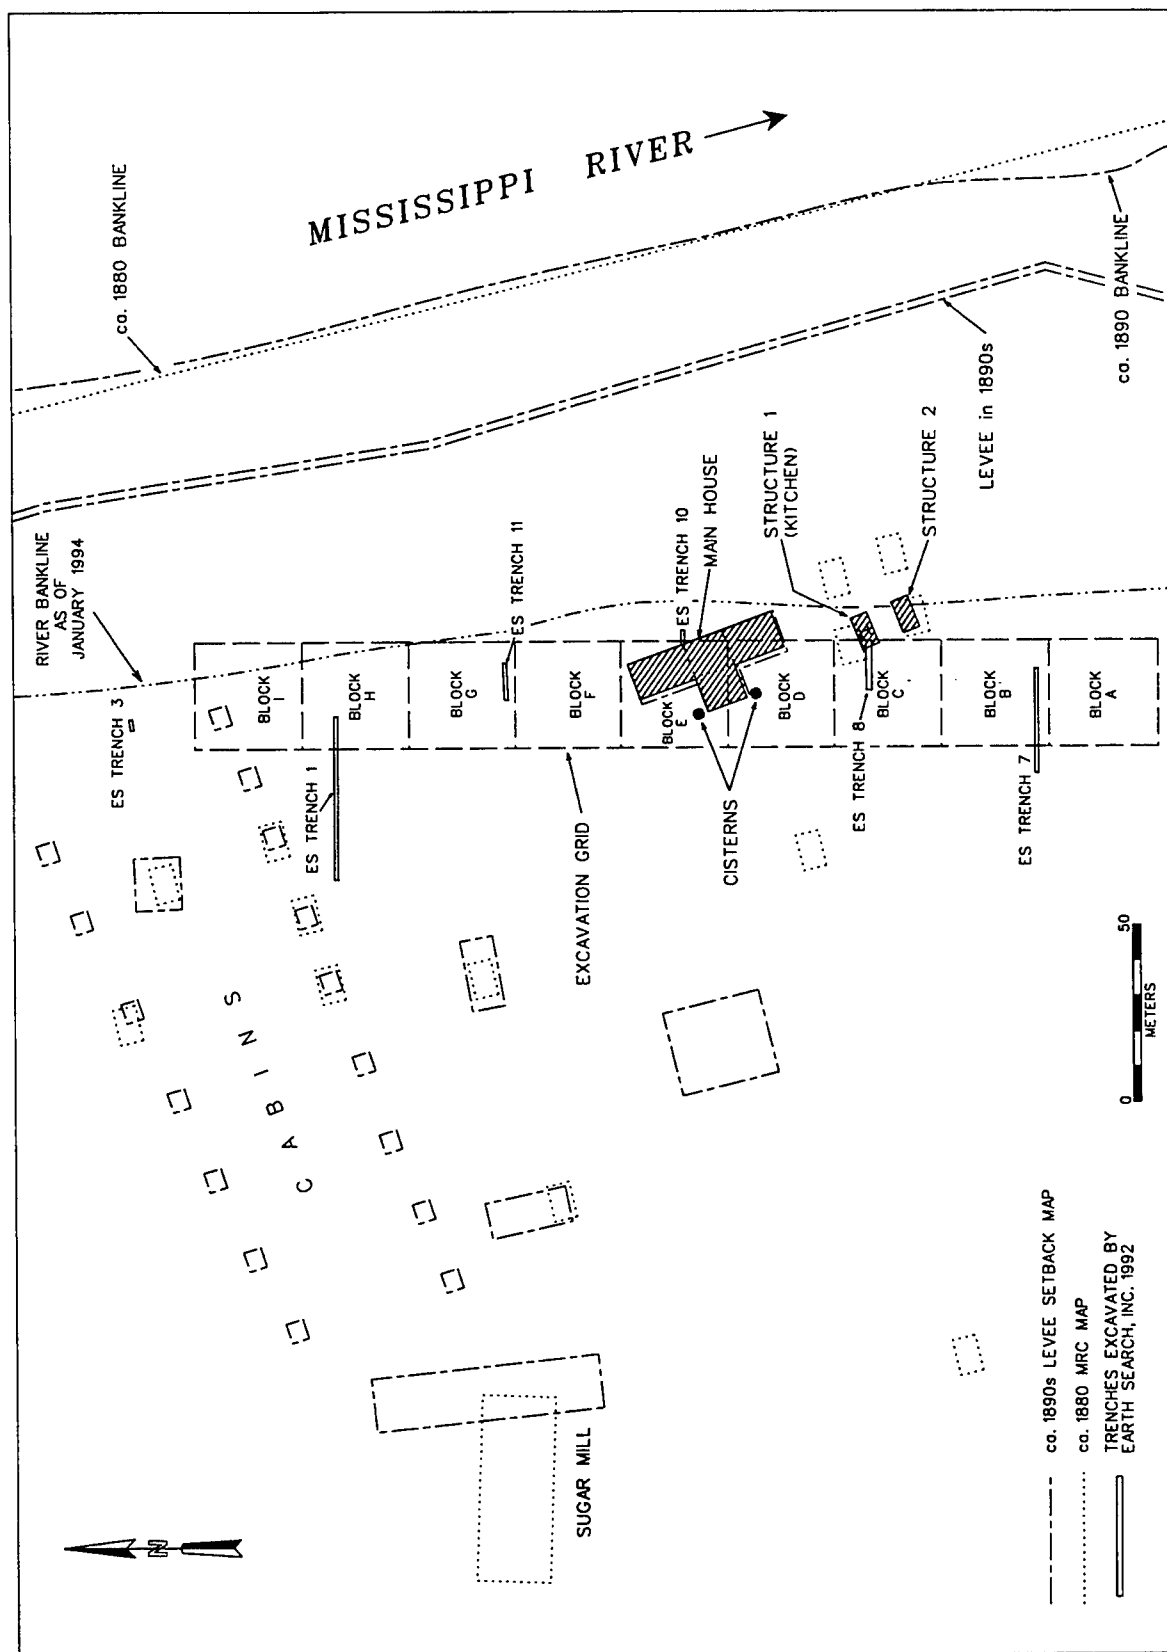 ca. 1880 BANKLINE
MISSISSIPPI RIVER
RIVER BANKLINE
AS OF
JANUARY 1994
ES TRENCH 3
BLOCK
I
BLOCK
H
ES TRENCH 1
BLOCK
G
ES TRENCH 11
BLOCK
F
EXCAVATION GRID
BLOCK
E
ES TRENCH 10
MAIN HOUSE
CISTERNS
BLOCK
D
STRUCTURE 1
(KITCHEN)
BLOCK
C
ES TRENCH 8
STRUCTURE 2
LEVEE in 1890s
BLOCK
B
ES TRENCH 7
BLOCK
A
ca. 1890 BANKLINE
CABINS
SUGAR MILL
N
0 50
METERS
ca. 1890s LEVEE SETBACK MAP
ca. 1880 MRC MAP
TRENCHES EXCAVATED BY
EARTH SEARCH, INC. 1992